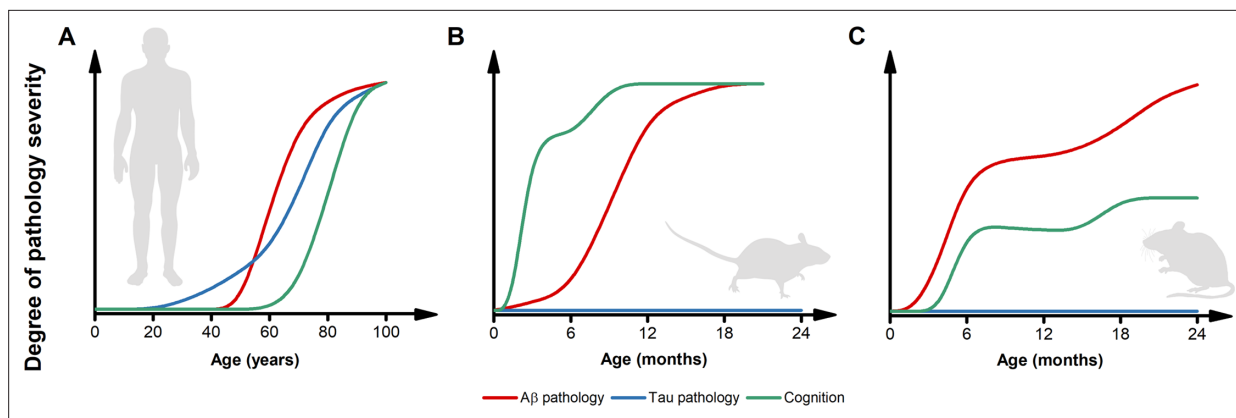 A
B
C
Degree of pathology severity
0 20 40 60 80 100
0 6 12 18 24
0 6 12 18 24
Age (years)
Age (months)
Age (months)
Aβ pathology
Tau pathology
Cognition